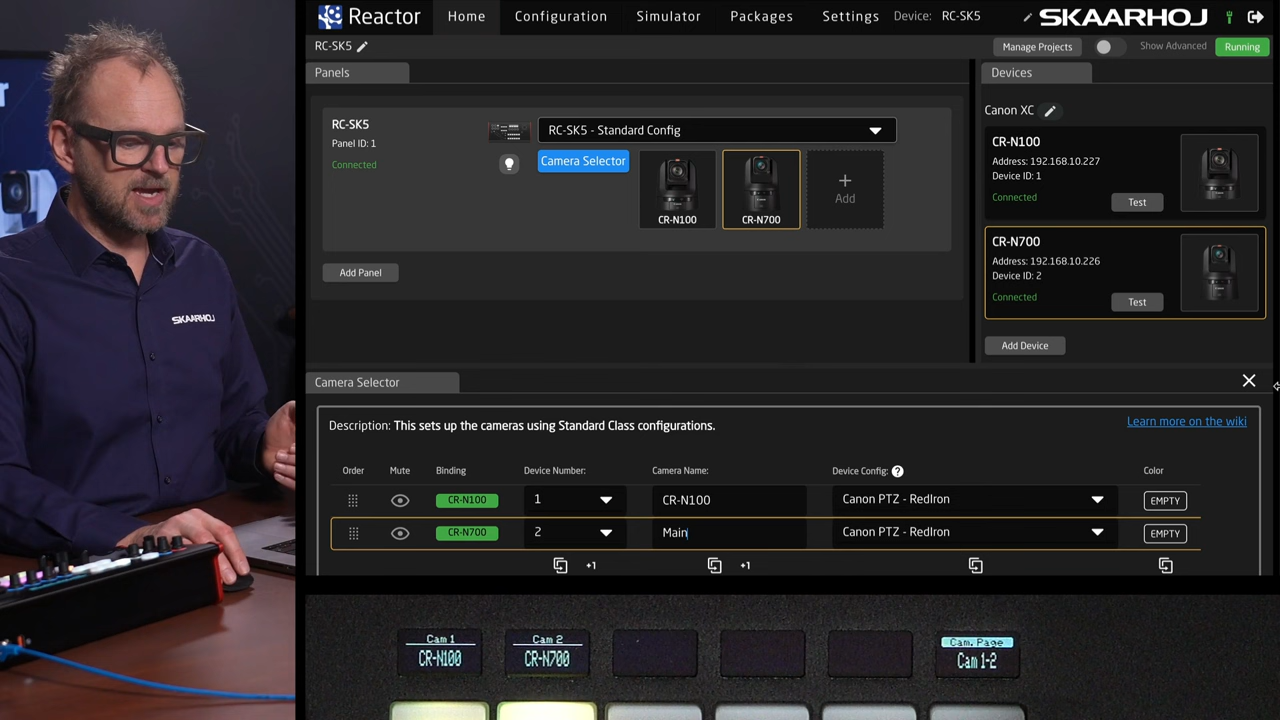 Reactor
Home
Configuration
Simulator
Packages
Settings
Device: RC-SK5
SKAARHOJ
RC-SK5
Manage Projects
Show Advanced
Running
Panels
Devices
RC-SK5
Panel ID: 1
Connected
RC-SK5 - Standard Config
Camera Selector
CR-N100
CR-N700
+
Add
Add Panel
Canon XC
CR-N100
Address: 192.168.10.227
Device ID: 1
Connected
Test
CR-N700
Address: 192.168.10.226
Device ID: 2
Connected
Test
Add Device
Camera Selector
Description: This sets up the cameras using Standard Class configurations.
Learn more on the wiki
Order
Mute
Binding
Device Number:
Camera Name:
Device Config: ?
Color
CR-N100
1
CR-N100
Canon PTZ - RedIron
EMPTY
CR-N700
2
Main
Canon PTZ - RedIron
EMPTY
+1
+1
SKAARHOJ
Cam 1
CR-N100
Cam 2
CR-N700
Cam. Page
Cam 1-2
r